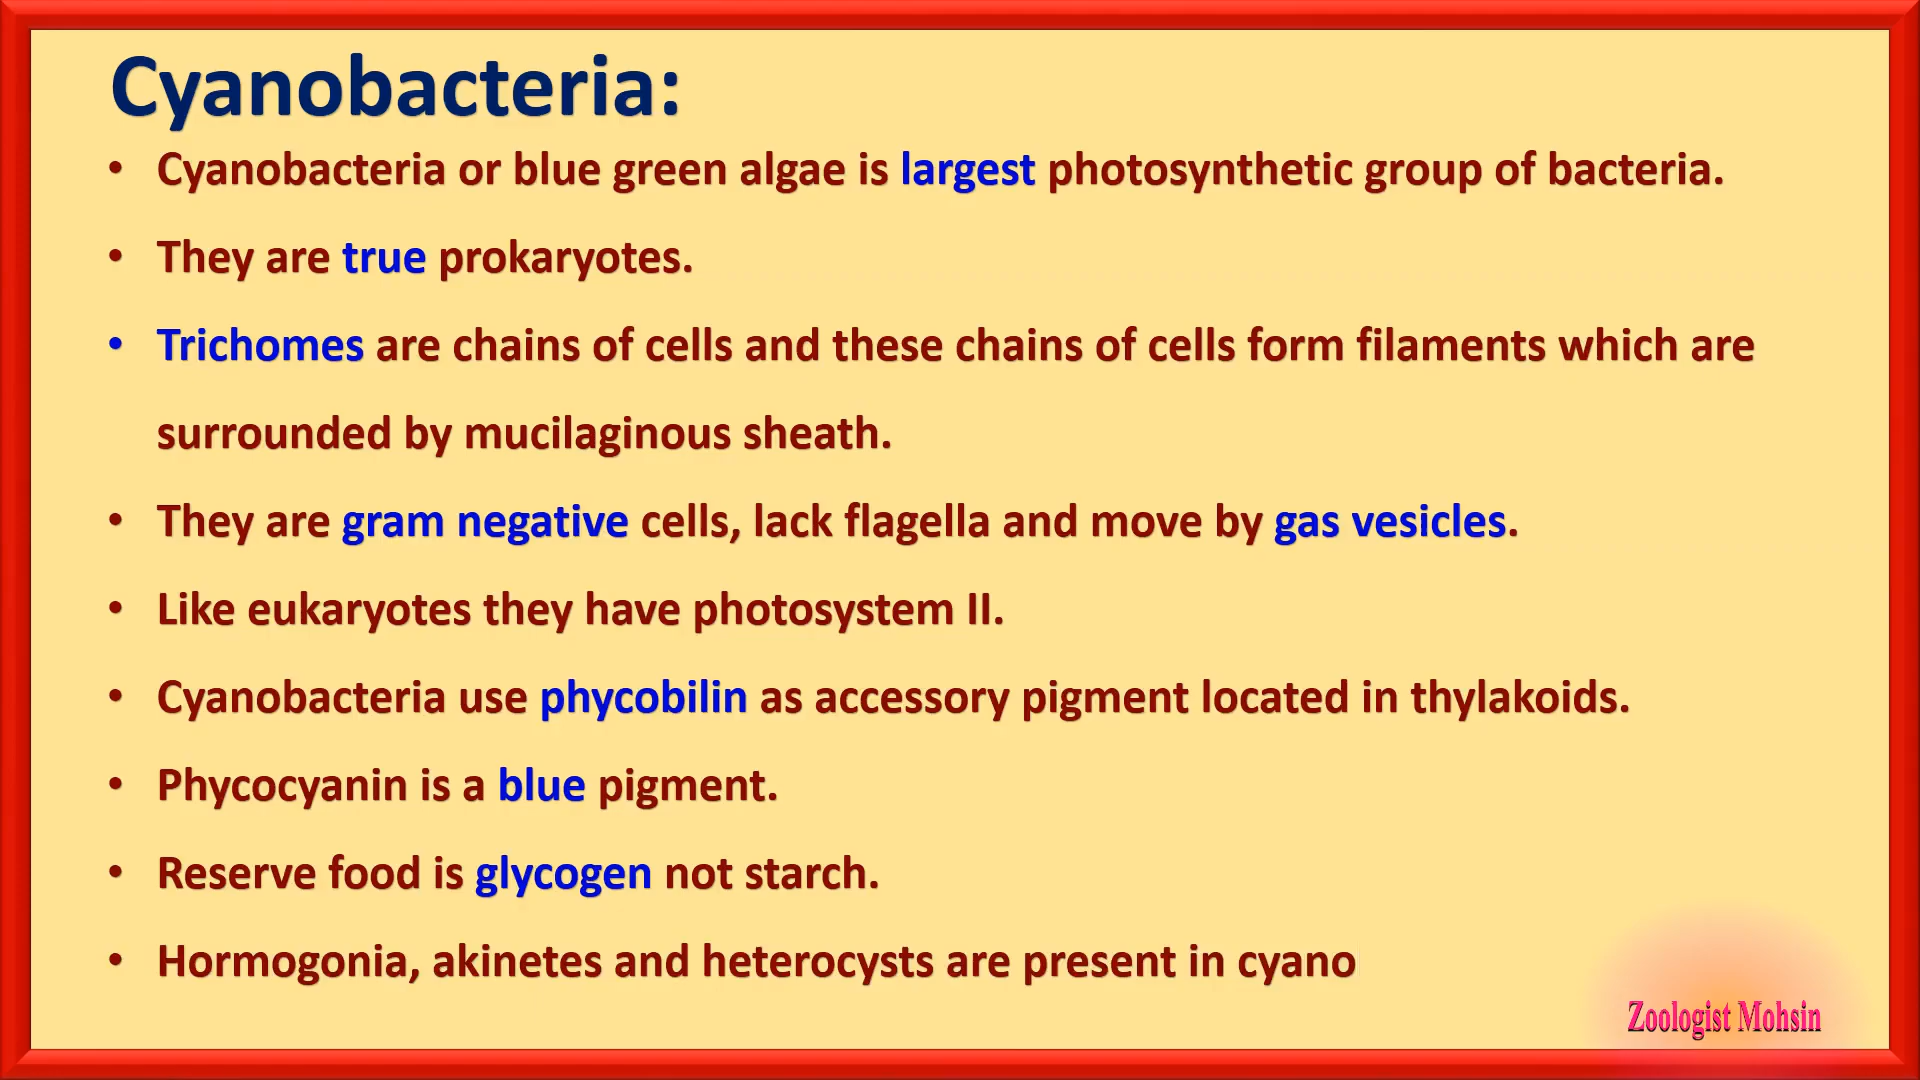 Cyanobacteria:
• Cyanobacteria or blue green algae is largest photosynthetic group of bacteria.
• They are true prokaryotes.
• Trichomes are chains of cells and these chains of cells form filaments which are
surrounded by mucilaginous sheath.
• They are gram negative cells, lack flagella and move by gas vesicles.
• Like eukaryotes they have photosystem II.
• Cyanobacteria use phycobilin as accessory pigment located in thylakoids.
• Phycocyanin is a blue pigment.
• Reserve food is glycogen not starch.
• Hormogonia, akinetes and heterocysts are present in cyano
Zoologist Mohsin